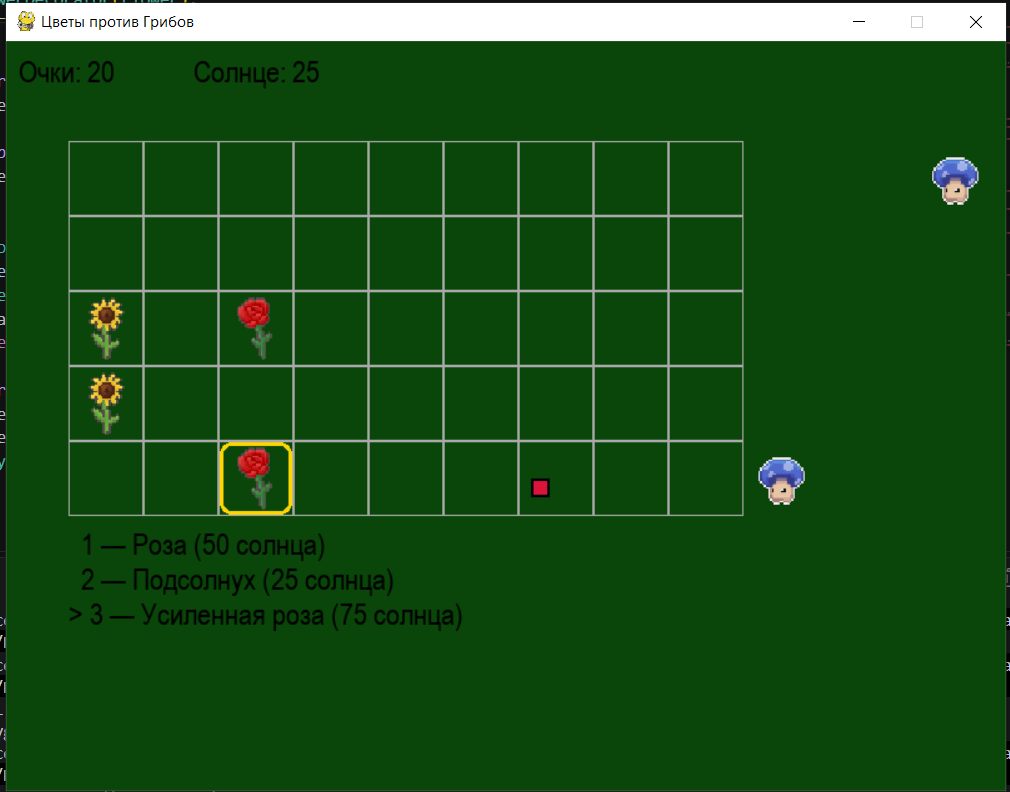 Цветы против Грибов
Очки: 20 Солнце: 25
1 — Роза (50 солнца)
2 — Подсолнух (25 солнца)
> 3 — Усиленная роза (75 солнца)